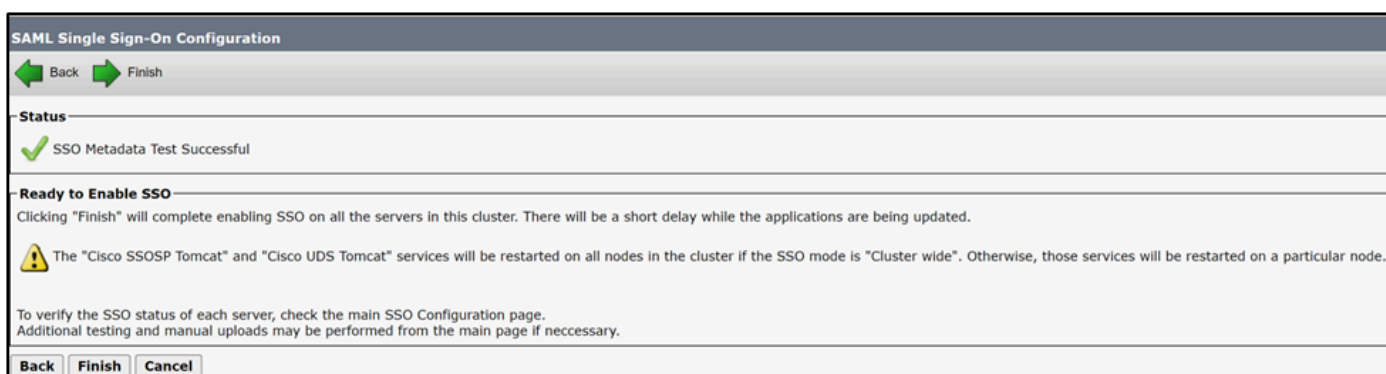 SAML Single Sign-On Configuration
Back Finish
Status
SSO Metadata Test Successful
Ready to Enable SSO
Clicking "Finish" will complete enabling SSO on all the servers in this cluster. There will be a short delay while the applications are being updated.
The "Cisco SSOSP Tomcat" and "Cisco UDS Tomcat" services will be restarted on all nodes in the cluster if the SSO mode is "Cluster wide". Otherwise, those services will be restarted on a particular node.
To verify the SSO status of each server, check the main SSO Configuration page.
Additional testing and manual uploads may be performed from the main page if neccessary.
Back Finish Cancel